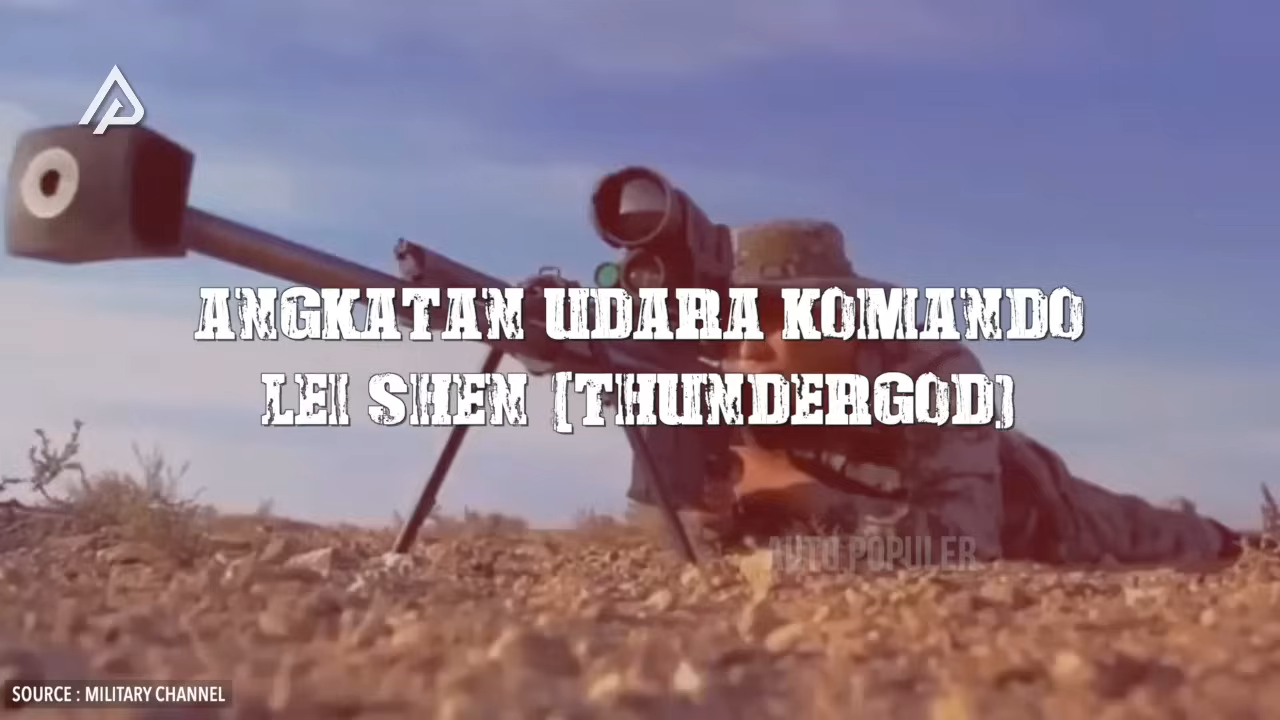 ANGKATAN UDARA KOMANDO
LEI SHEN (THUNDERGOD)
AUTO POPULER
SOURCE : MILITARY CHANNEL